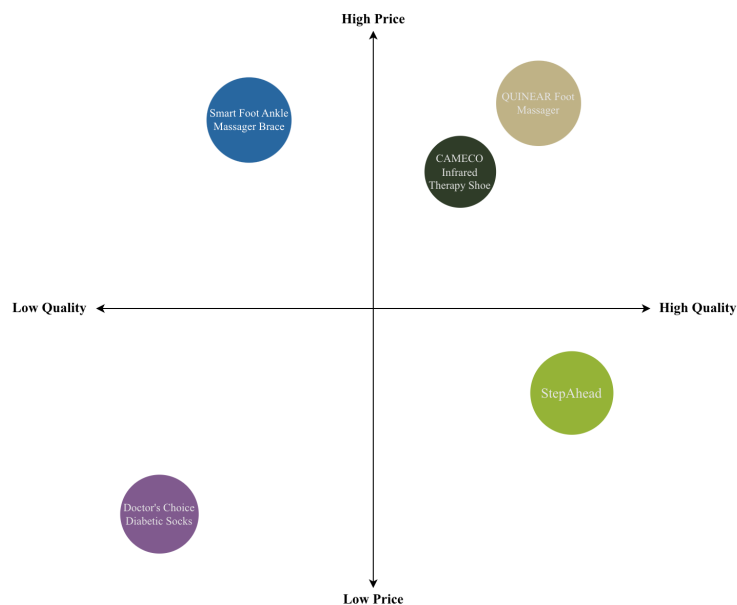 High Price
Smart Foot Ankle
Massager Brace
QUINEAR Foot
Massager
CAMECO
Infrared
Therapy Shoe
Low Quality
High Quality
StepAhead
Doctor's Choice
Diabetic Socks
Low Price